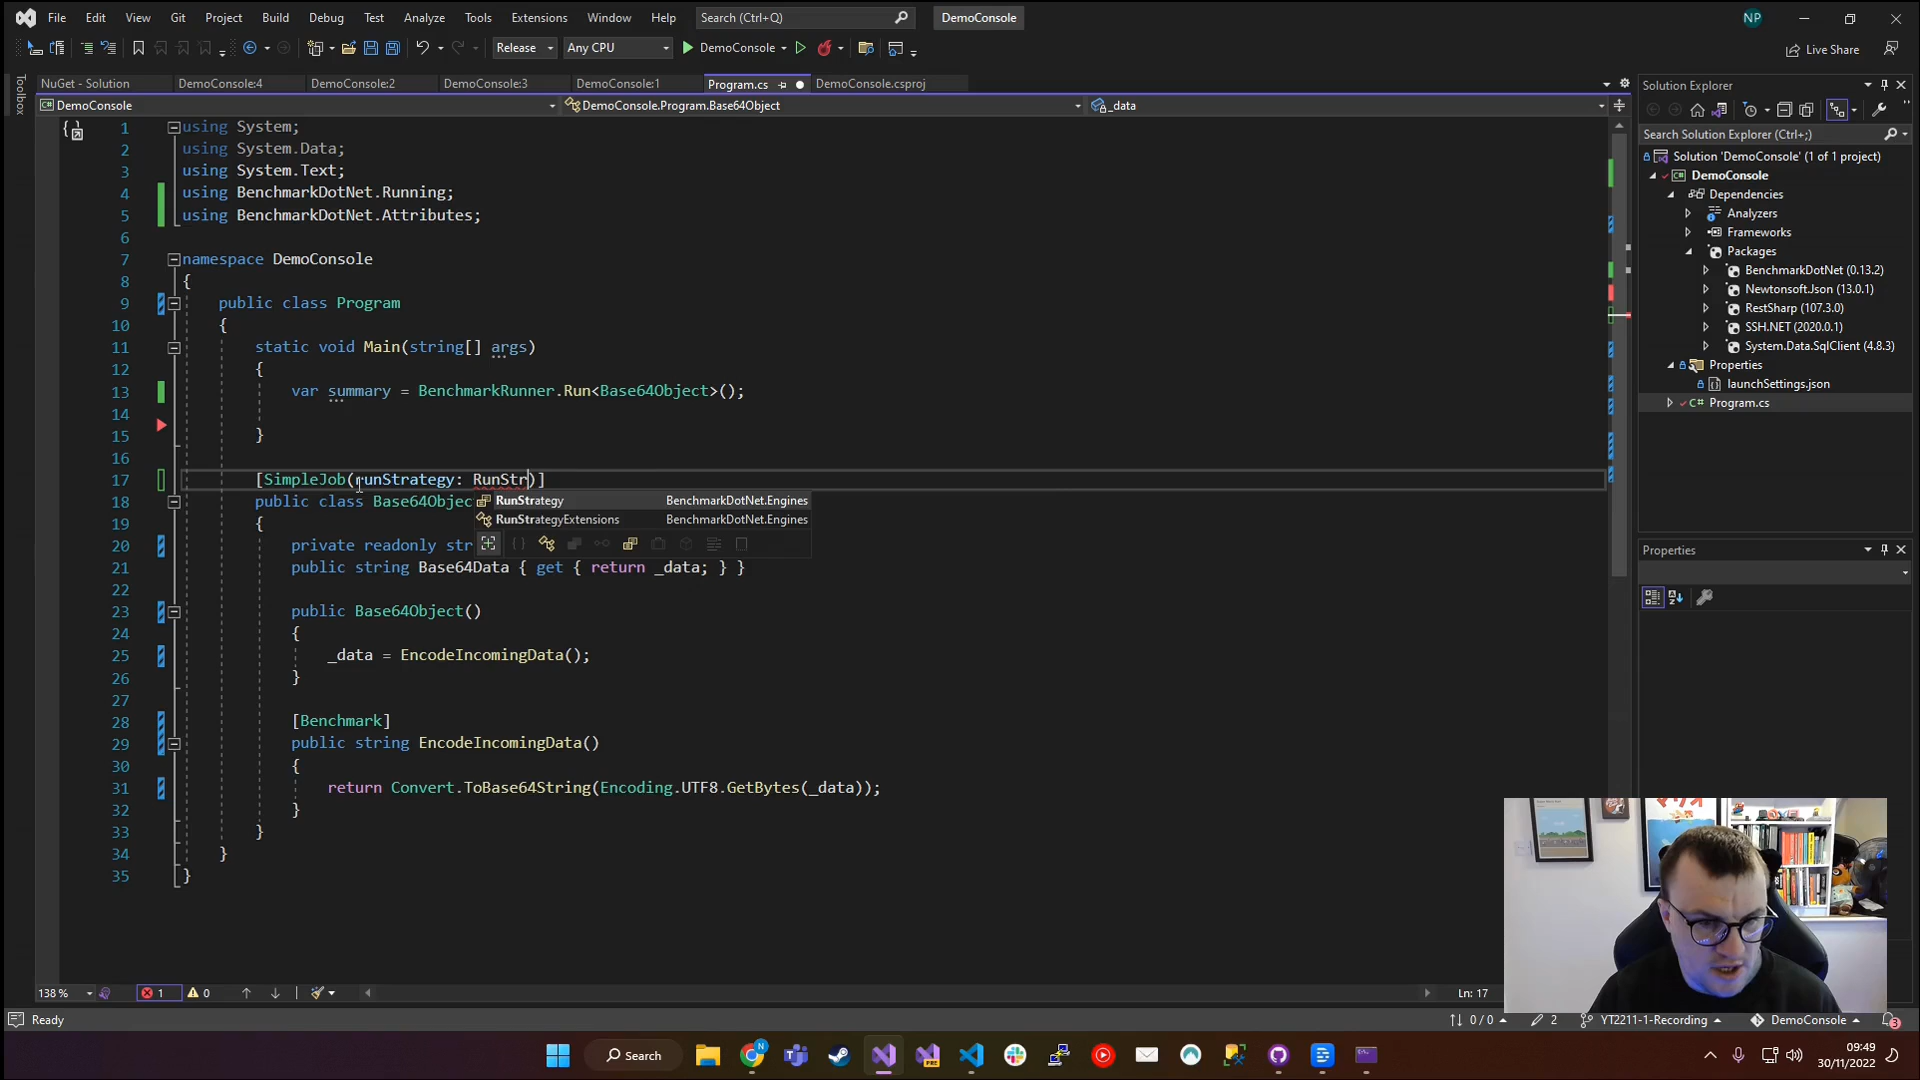 File Edit View Git Project Build Debug Test Analyze Tools Extensions Window Help Search (Ctrl+Q) DemoConsole NP
Release Any CPU DemoConsole Live Share
Toolbox
NuGet - Solution DemoConsole:4 DemoConsole:2 DemoConsole:3 DemoConsole:1 Program.cs DemoConsole.csproj
DemoConsole DemoConsole.Program.Base64Object _data
1 using System;
2 using System.Data;
3 using System.Text;
4 using BenchmarkDotNet.Running;
5 using BenchmarkDotNet.Attributes;
6
7 namespace DemoConsole
8 {
9 public class Program
10 {
11 static void Main(string[] args)
12 {
13 var summary = BenchmarkRunner.Run<Base64Object>();
14
15 }
16
17 [SimpleJob(runStrategy: RunStr)]
18 public class Base64Objec
RunStrategy BenchmarkDotNet.Engines
RunStrategyExtensions BenchmarkDotNet.Engines
19 {
20 private readonly str
21 public string Base64Data { get { return _data; } }
22
23 public Base64Object()
24 {
25 _data = EncodeIncomingData();
26 }
27
28 [Benchmark]
29 public string EncodeIncomingData()
30 {
31 return Convert.ToBase64String(Encoding.UTF8.GetBytes(_data));
32 }
33 }
34 }
35 }
Solution Explorer
Search Solution Explorer (Ctrl+;)
Solution 'DemoConsole' (1 of 1 project)
DemoConsole
Dependencies
Analyzers
Frameworks
Packages
BenchmarkDotNet (0.13.2)
Newtonsoft.Json (13.0.1)
RestSharp (107.3.0)
SSH.NET (2020.0.1)
System.Data.SqlClient (4.8.3)
Properties
launchSettings.json
Program.cs
Properties
138 % 1 0 Ln: 17
Ready 0 / 0 2 YT2211-1-Recording DemoConsole 3
Search
09:49
30/11/2022